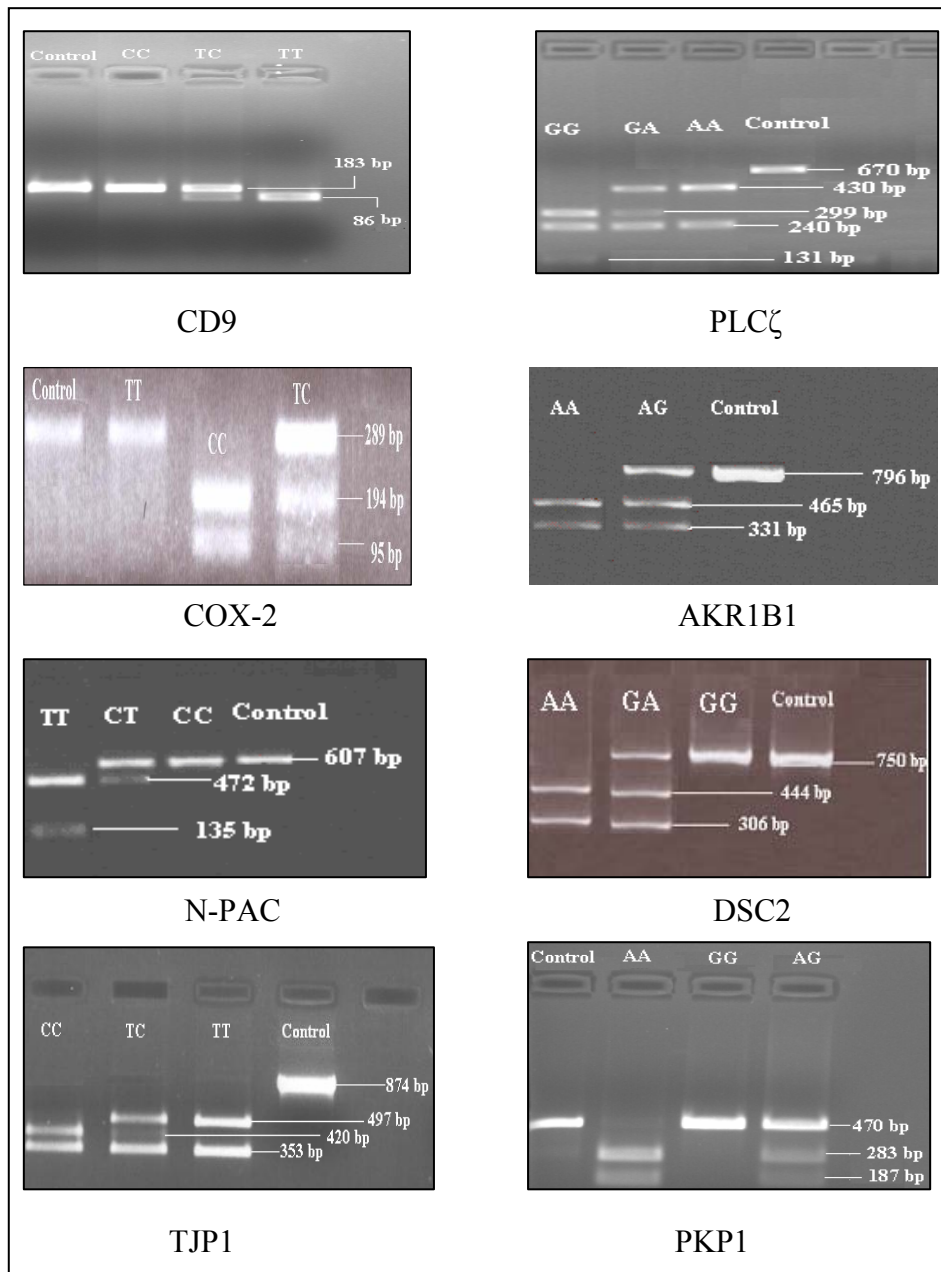 Control CC TC TT
183 bp
86 bp
CD9
GG GA AA Control
670 bp
430 bp
299 bp
240 bp
131 bp
PLCζ
Control TT CC TC
289 bp
194 bp
95 bp
COX-2
AA AG Control
796 bp
465 bp
331 bp
AKR1B1
TT CT CC Control
607 bp
472 bp
135 bp
N-PAC
AA GA GG Control
750 bp
444 bp
306 bp
DSC2
CC TC TT Control
874 bp
497 bp
420 bp
353 bp
TJP1
Control AA GG AG
470 bp
283 bp
187 bp
PKP1